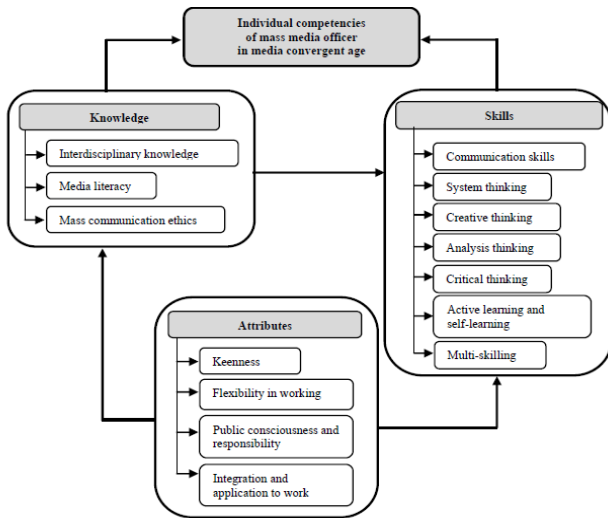 Individual competencies
of mass media officer
in media convergent age
Knowledge
Interdisciplinary knowledge
Media literacy
Mass communication ethics
Skills
Communication skills
System thinking
Creative thinking
Analysis thinking
Critical thinking
Active learning and
self-learning
Multi-skilling
Attributes
Keenness
Flexibility in working
Public consciousness and
responsibility
Integration and
application to work